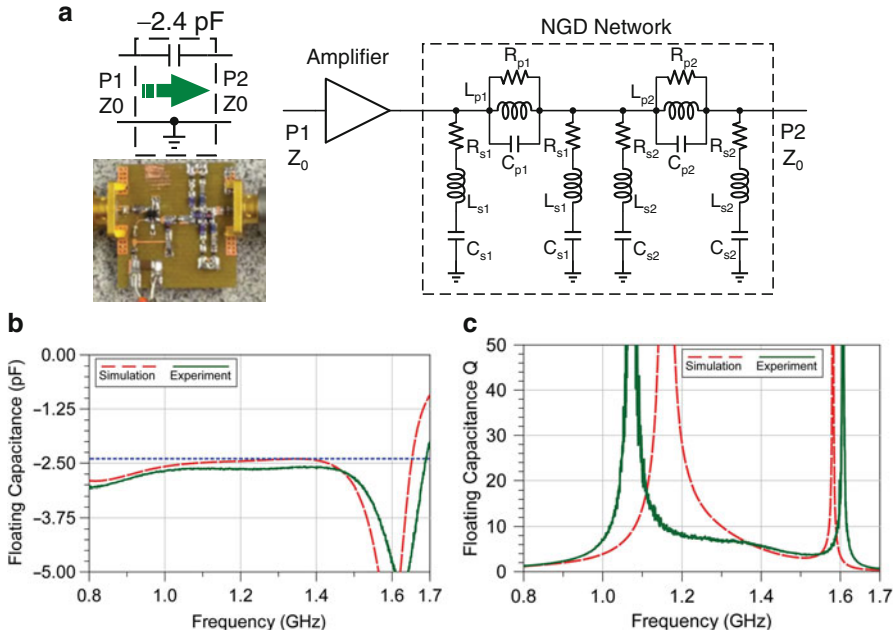 a
−2.4 pF
P1
Z0
P2
Z0
Amplifier
P1
Z0
NGD Network
Rp1
Lp1
Cp1
Rs1
Ls1
Cs1
Rs1
Ls1
Cs1
Rp2
Lp2
Cp2
Rs2
Ls2
Cs2
Rs2
Ls2
Cs2
P2
Z0
b
Floating Capacitance (pF)
0.00
−1.25
−2.50
−3.75
−5.00
Simulation
Experiment
0.8 1.0 1.2 1.4 1.6 1.7
Frequency (GHz)
c
Floating Capacitance Q
50
40
30
20
10
0
Simulation
Experiment
0.8 1.0 1.2 1.4 1.6 1.7
Frequency (GHz)